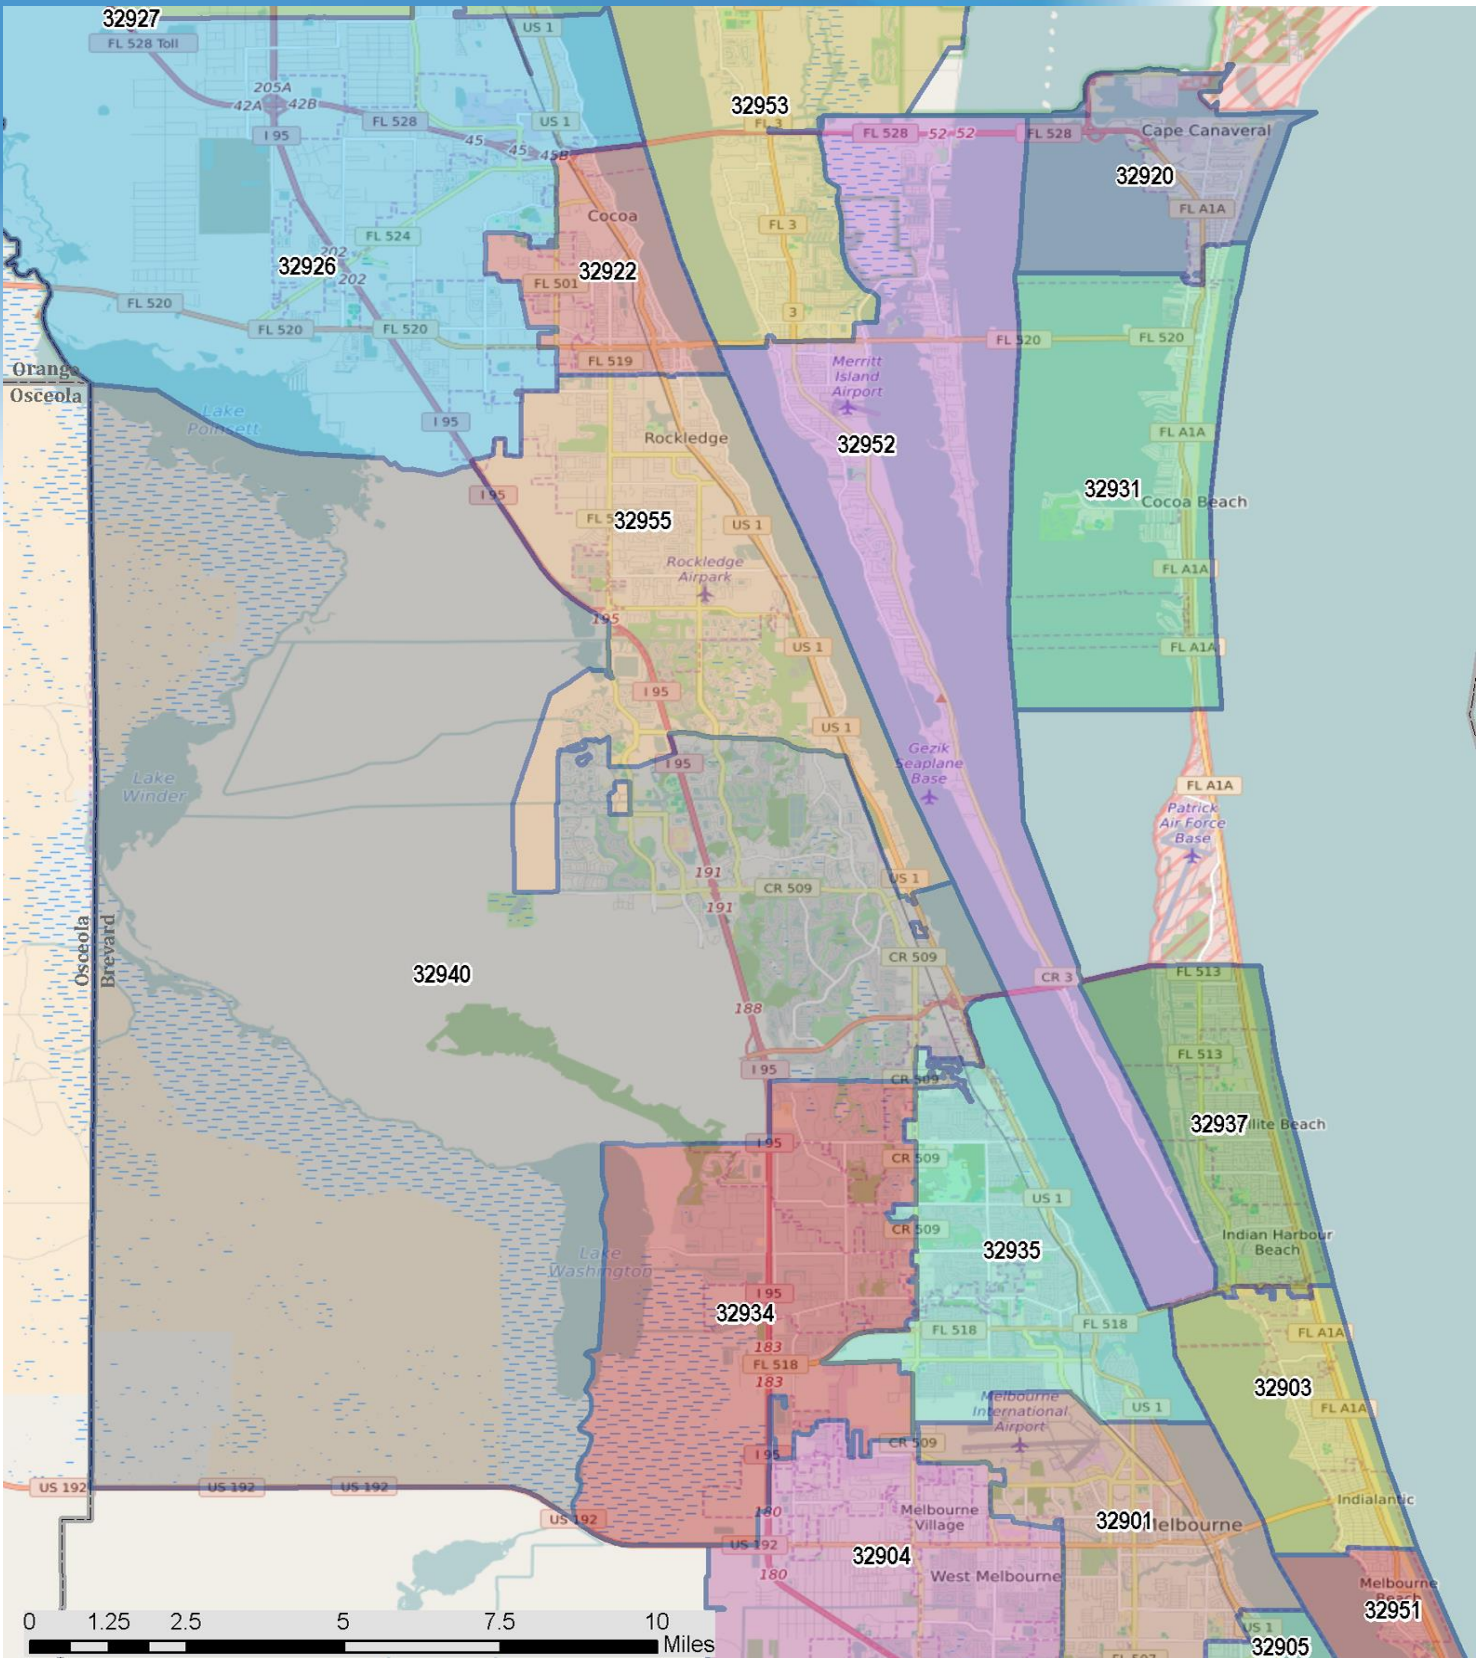 32927
FL 528 Toll
US 1
205A
42A
42B
I 95
FL 528
US 1
45
45
45B
32953
FL 3
FL 528
52
52
FL 528
Cape Canaveral
32920
FL A1A
Cocoa
FL 3
FL 524
202
32926
202
32922
FL 501
FL 520
FL 520
FL 520
3
FL 520
FL 520
FL 519
Orange
Osceola
Merritt
Island
Airport
Lake
Poinsett
I 95
Rockledge
32952
FL A1A
I 95
32931
Cocoa Beach
32955
US 1
Rockledge
Airpark
FL A1A
195
US 1
FL A1A
I 95
US 1
Gezik
Seaplane
Base
I 95
Lake
Winder
FL A1A
Patrick
Air Force
Base
191
CR 509
US 1
191
Osceola
Brevard
CR 509
32940
CR 3
FL 513
188
FL 513
I 95
CR 509
32937
llite Beach
I 95
CR 509
US 1
CR 509
32935
Indian Harbour
Beach
Lake
Washington
I 95
32934
FL 518
FL 518
FL A1A
183
FL 518
183
32903
Melbourne
International
Airport
US 1
FL A1A
CR 509
I 95
US 192
US 192
US 192
Indialantic
US 192
180
Melbourne
Village
32901
Melbourne
US 192
32904
180
West Melbourne
Melbourne
Beach
32951
US 1
32905
0
1.25
2.5
5
7.5
10
Miles